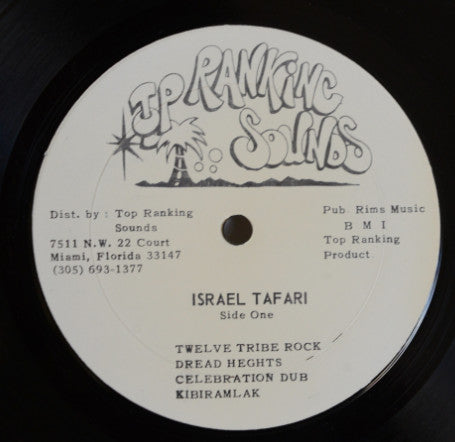 JP RANKING
SOUNDS
Dist. by : Top Ranking
Sounds
7511 N.W. 22 Court
Miami, Florida 33147
(305) 693-1377
Pub. Rims Music
B M I
Top Ranking
Product
ISRAEL TAFARI
Side One
TWELVE TRIBE ROCK
DREAD HEGHTS
CELEBRATION DUB
KIBIRAMLAK